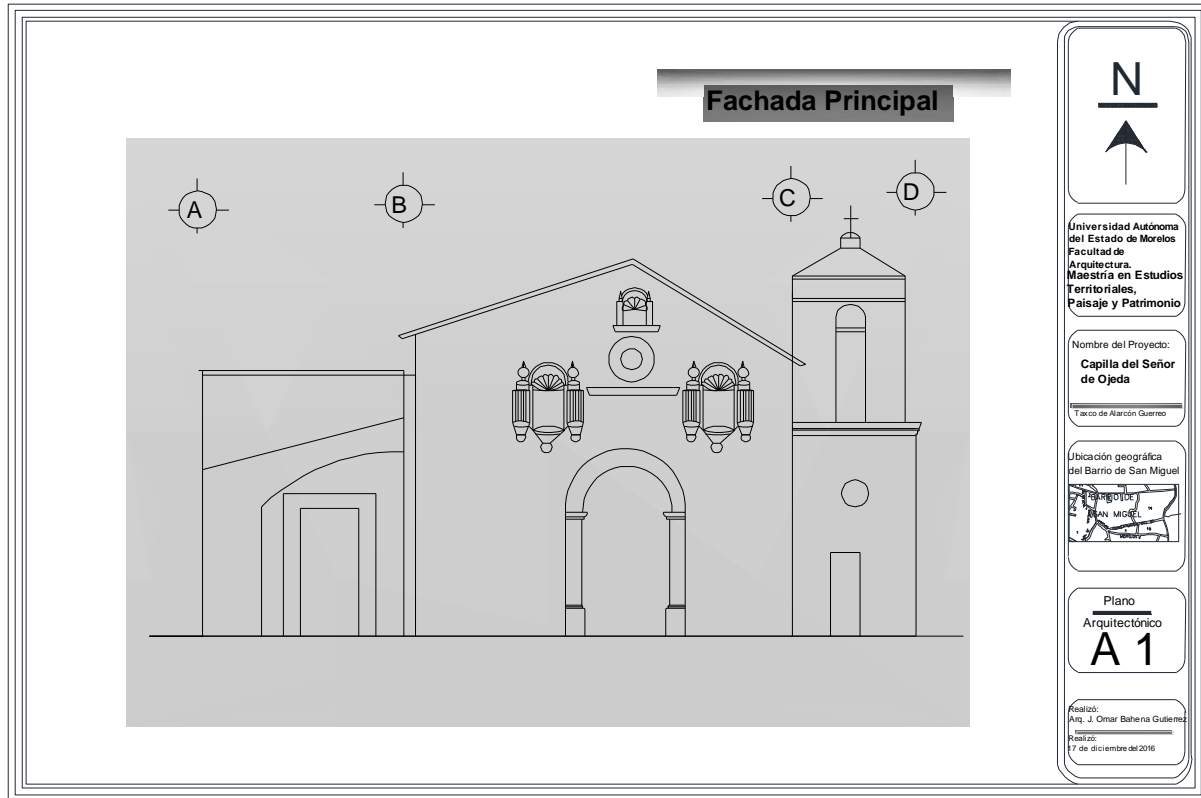 Fachada Principal
A
B
C
D
N
Universidad Autónoma
del Estado de Morelos
Facultad de
Arquitectura.
Maestría en Estudios
Territoriales,
Paisaje y Patrimonio
Nombre del Proyecto:
Capilla del Señor
de Ojeda
Taxco de Alarcón Guerreo
Ubicación geográfica
del Barrio de San Miguel
BARRIO DE
SAN MIGUEL
Plano
Arquitectónico
A 1
Realizó:
Arq. J. Omar Bahena Gutierrez
Realizó:
17 de diciembre del 2016